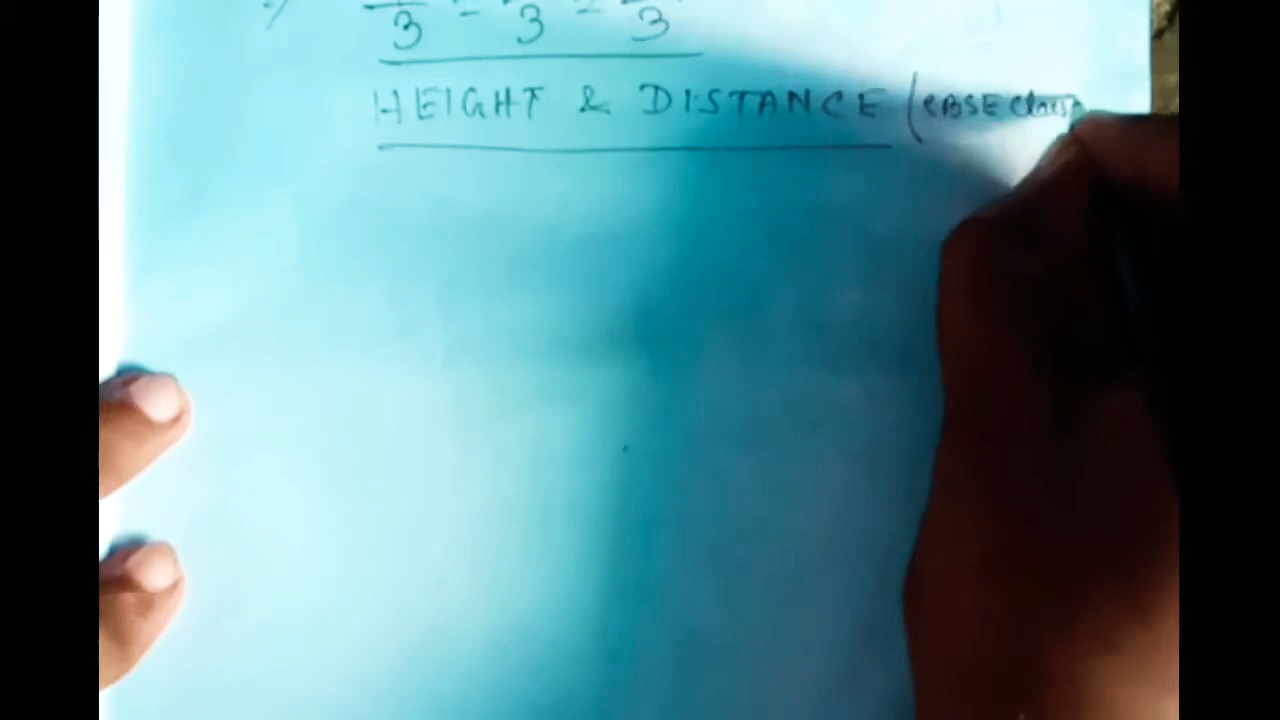 3 = 3 = 3
HEIGHT & DISTANCE (CBSE Class